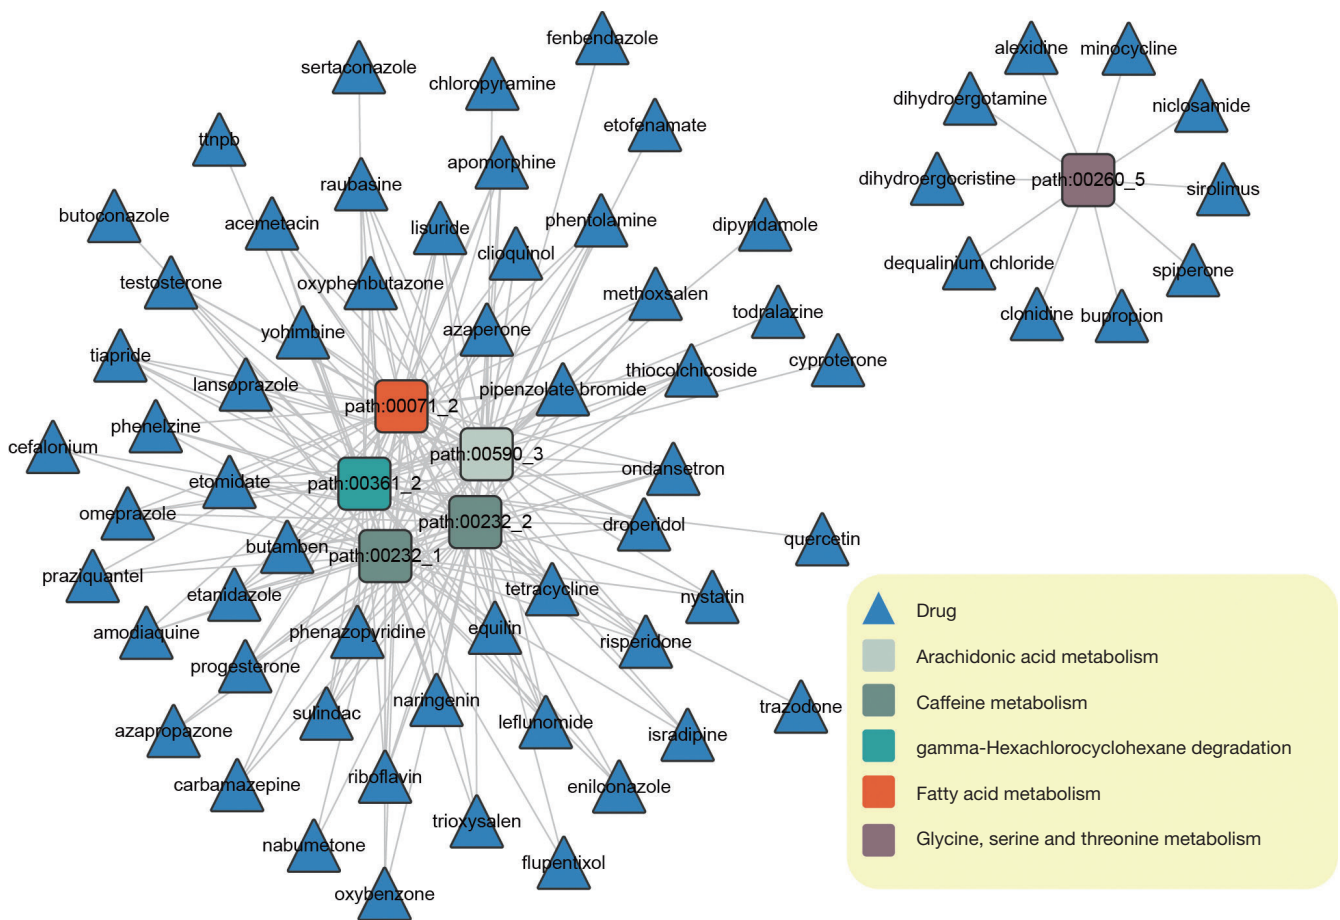 fenbendazole
sertaconazole
chloropyramine
alexidine
minocycline
dihydroergotamine
niclosamide
ttnpb
etofenamate
apomorphine
raubasine
dihydroergocristine
path:00260_5
sirolimus
butoconazole
acemetacin
lisuride
phentolamine
dipyridamole
clioquinol
dequalinium chloride
spiperone
testosterone
oxyphenbutazone
methoxsalen
todralazine
clonidine
bupropion
yohimbine
azaperone
tiapride
cyproterone
lansoprazole
pipenzolate bromide
thiocolchicoside
path:00071_2
phenelzine
cefalonium
path:00590_3
ondansetron
etomidate
path:00361_2
omeprazole
path:00232_2
droperidol
quercetin
butamben
path:00232_1
praziquantel
etanidazole
tetracycline
nystatin
amodiaquine
phenazopyridine
equilin
risperidone
progesterone
naringenin
trazodone
azapropazone
sulindac
leflunomide
isradipine
carbamazepine
riboflavin
enilconazole
trioxysalen
nabumetone
flupentixol
oxybenzone
Drug
Arachidonic acid metabolism
Caffeine metabolism
gamma-Hexachlorocyclohexane degradation
Fatty acid metabolism
Glycine, serine and threonine metabolism